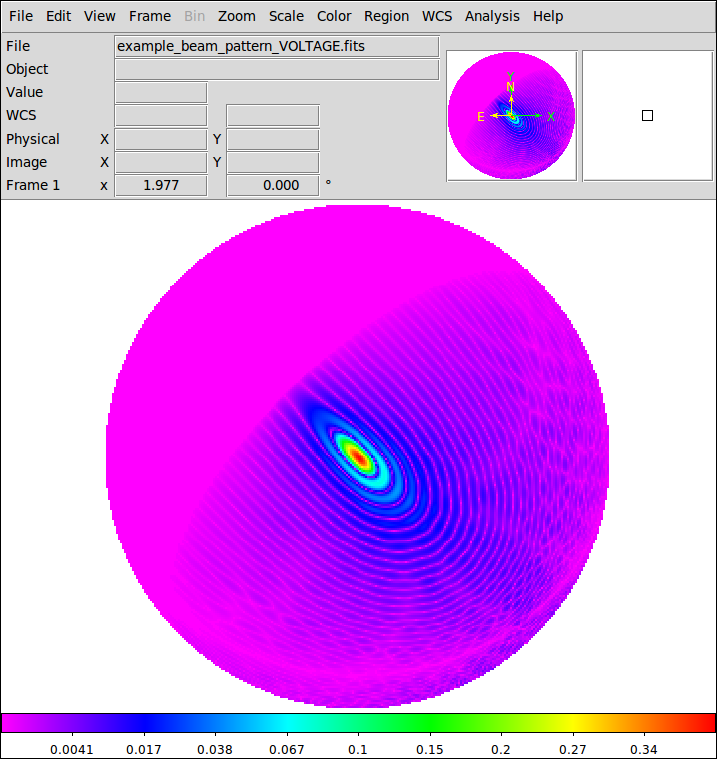 File Edit View Frame Bin Zoom Scale Color Region WCS Analysis Help
File example_beam_pattern_VOLTAGE.fits
Object
Value
WCS
Physical X Y
Image X Y
Frame 1 x 1.977 0.000 °
Y
N
E X
0.0041 0.017 0.038 0.067 0.1 0.15 0.2 0.27 0.34